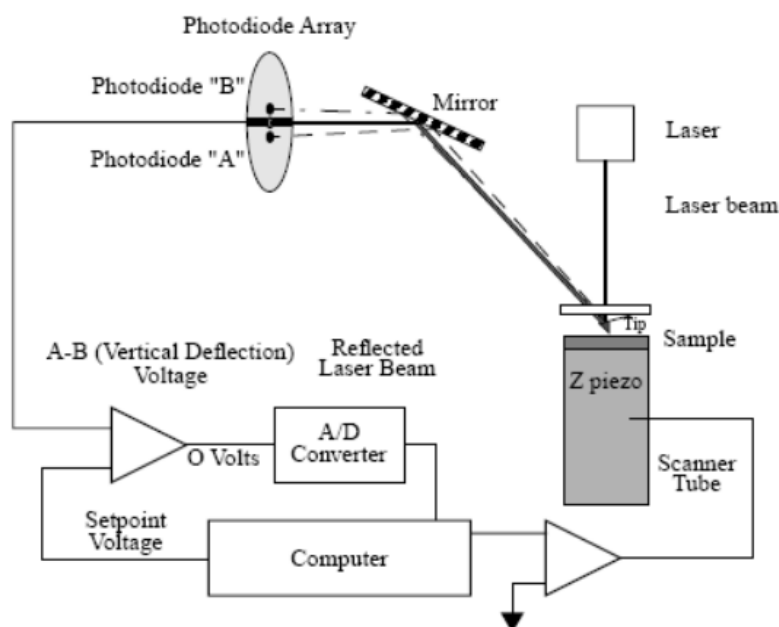 Photodiode Array
Photodiode "B"
Mirror
Photodiode "A"
Laser
Laser beam
Tip
Sample
Z piezo
A-B (Vertical Deflection)
Voltage
Reflected
Laser Beam
A/D
Converter
O Volts
Scanner
Tube
Setpoint
Voltage
Computer